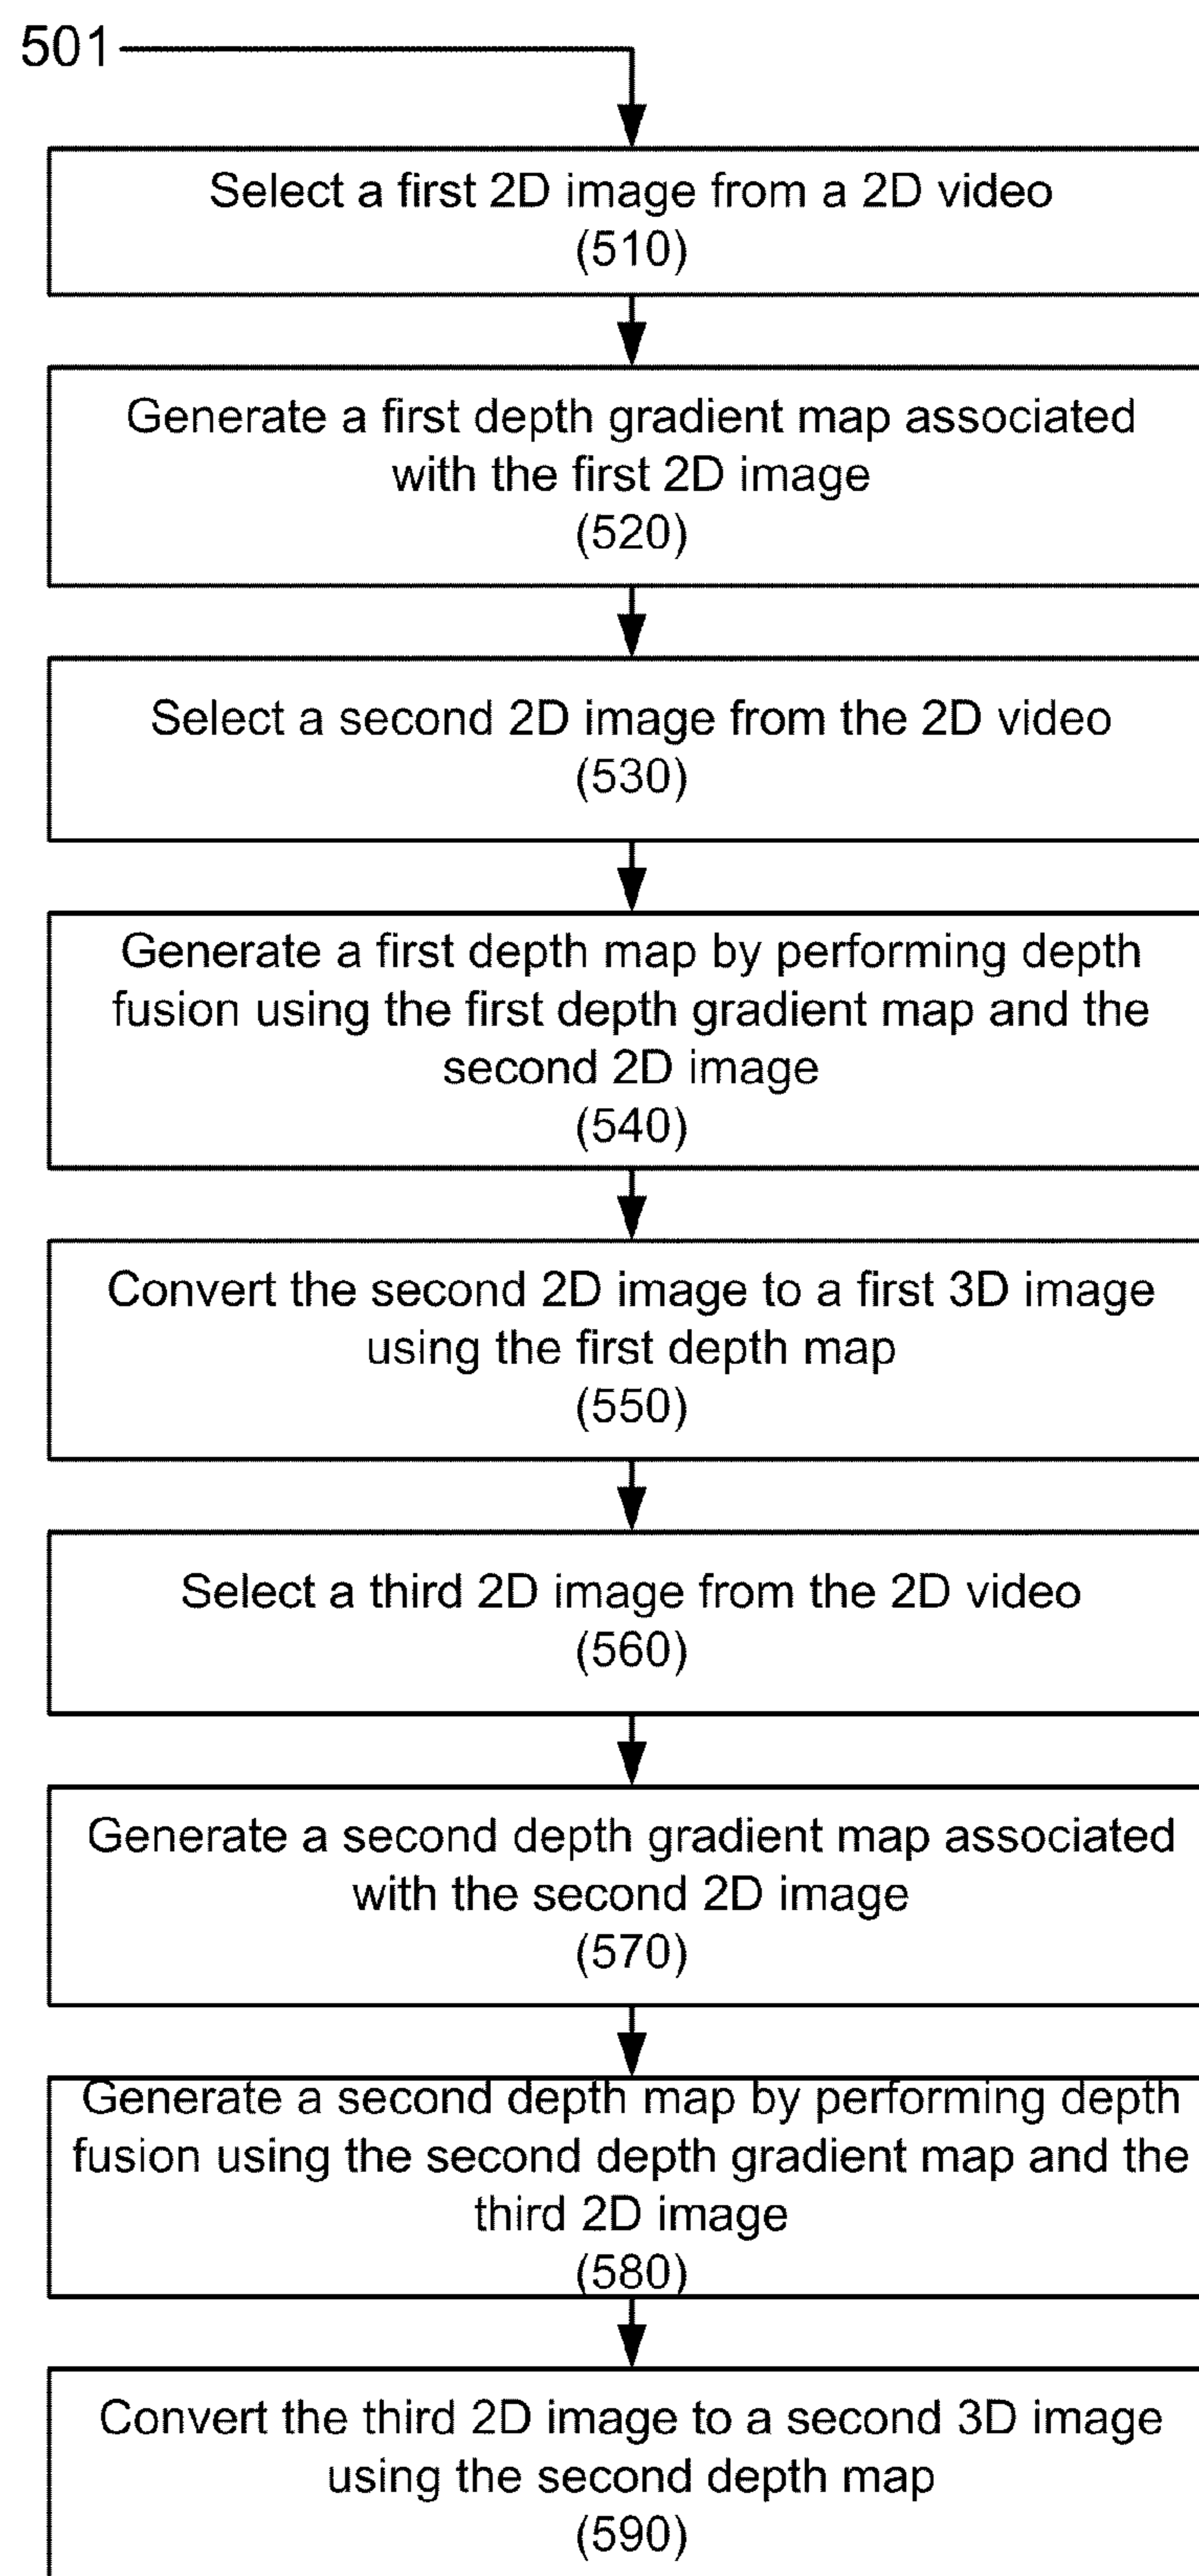 501
Select a first 2D image from a 2D video
(510)
Generate a first depth gradient map associated
with the first 2D image
(520)
Select a second 2D image from the 2D video
(530)
Generate a first depth map by performing depth
fusion using the first depth gradient map and the
second 2D image
(540)
Convert the second 2D image to a first 3D image
using the first depth map
(550)
Select a third 2D image from the 2D video
(560)
Generate a second depth gradient map associated
with the second 2D image
(570)
Generate a second depth map by performing depth
fusion using the second depth gradient map and the
third 2D image
(580)
Convert the third 2D image to a second 3D image
using the second depth map
(590)